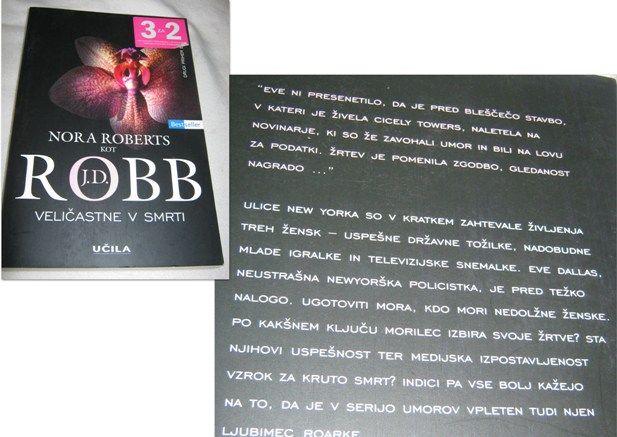 3 ZA 2
Bestseller
NORA ROBERTS
KOT
J.D.
ROBB
VELIČASTNE V SMRTI
UČILA
"EVE NI PRESENETILO, DA JE PRED BLEŠČEČO STAVBO,
V KATERI JE ŽIVELA CICELY TOWERS, NALETELA NA
NOVINARJE, KI SO ŽE ZAVOHALI UMOR IN BILI NA LOVU
ZA PODATKI. ŽRTEV JE POMENILA ZGODBO, GLEDANOST
NAGRADO ..."
ULICE NEW YORKA SO V KRATKEM ZAHTEVALE ŽIVLJENJA
TREH ŽENSK – USPEŠNE DRŽAVNE TOŽILKE, NADOBUDNE
MLADE IGRALKE IN TELEVIZIJSKE SNEMALKE. EVE DALLAS,
NEUSTRAŠNA NEWYORŠKA POLICISTKA, JE PRED TEŽKO
NALOGO. UGOTOVITI MORA, KDO MORI NEDOLŽNE ŽENSKE.
PO KAKŠNEM KLJUČU MORILEC IZBIRA SVOJE ŽRTVE? STA
NJIHOVI USPEŠNOST TER MEDIJSKA IZPOSTAVLJENOST
VZROK ZA KRUTO SMRT? INDICI PA VSE BOLJ KAŽEJO
NA TO, DA JE V SERIJO UMOROV VPLETEN TUDI NJEN
LJUBIMEC ROARKE